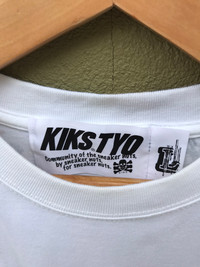 KIKS TYO
Community of the sneaker nuts,
by sneaker nuts,
for sneaker nuts.